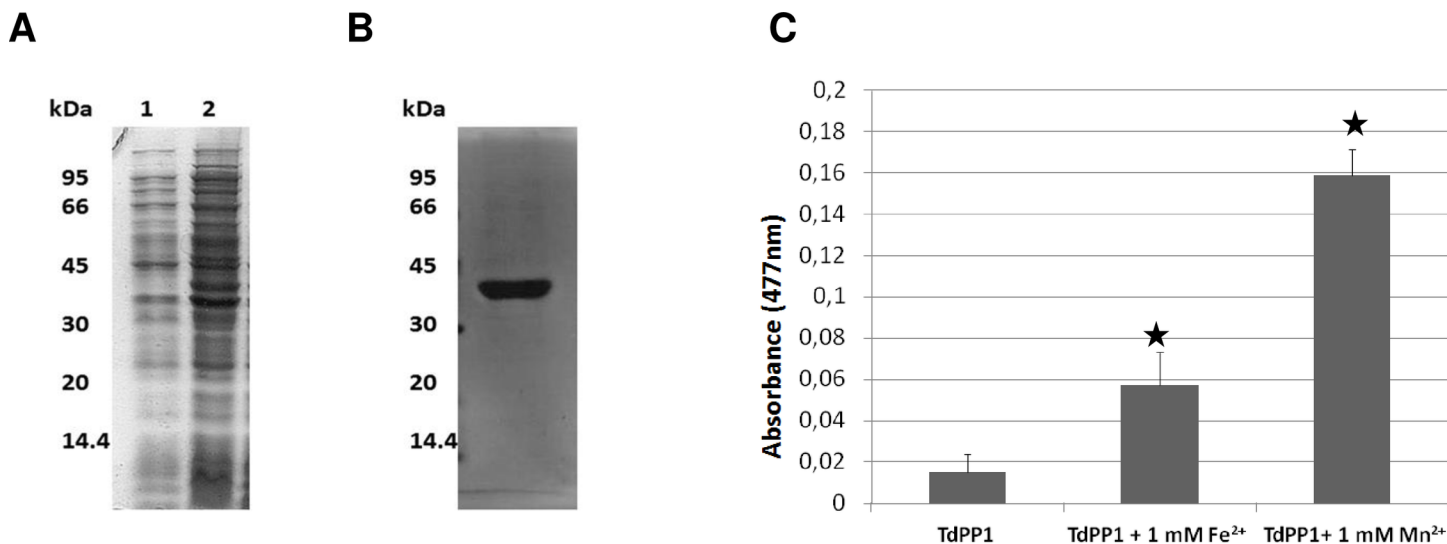 A
B
C
kDa 1 2
95
66
45
30
20
14.4
kDa
95
66
45
30
20
14.4
Absorbance (477nm)
0,2
0,18
0,16
0,14
0,12
0,1
0,08
0,06
0,04
0,02
0
TdPP1
TdPP1 + 1 mM Fe²⁺
TdPP1+ 1 mM Mn²⁺